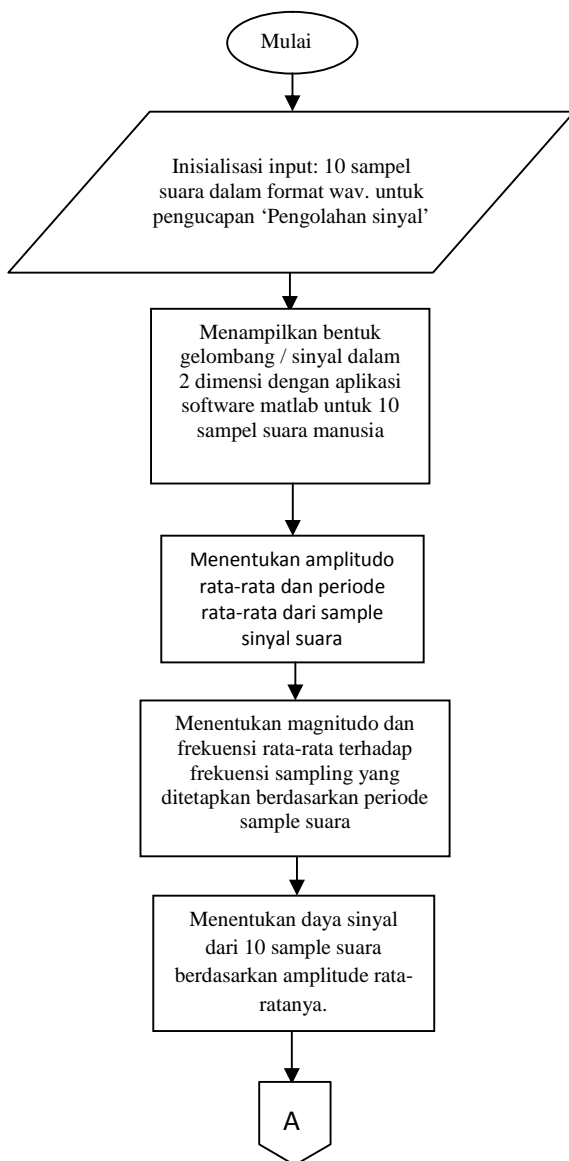 Mulai
Inisialisasi input: 10 sampel
suara dalam format wav. untuk
pengucapan ‘Pengolahan sinyal’
Menampilkan bentuk
gelombang / sinyal dalam
2 dimensi dengan aplikasi
software matlab untuk 10
sampel suara manusia
Menentukan amplitudo
rata-rata dan periode
rata-rata dari sample
sinyal suara
Menentukan magnitudo dan
frekuensi rata-rata terhadap
frekuensi sampling yang
ditetapkan berdasarkan periode
sample suara
Menentukan daya sinyal
dari 10 sample suara
berdasarkan amplitude rata-
ratanya.
A